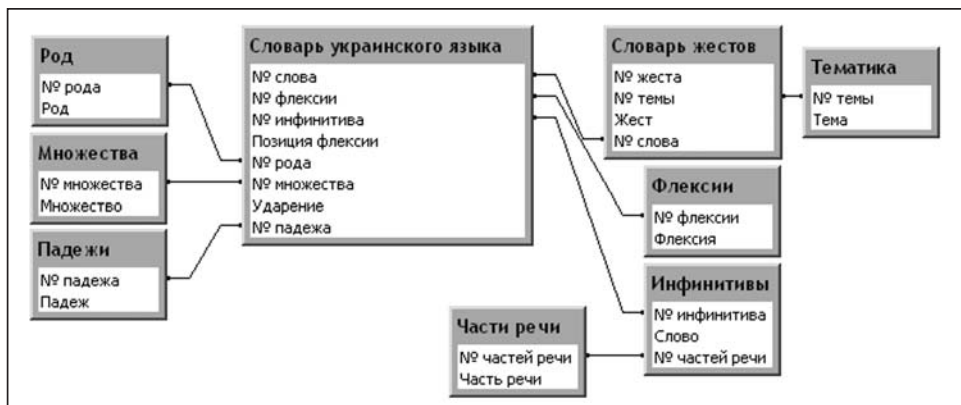 Род
№ рода
Род
Множества
№ множества
Множество
Падежи
№ падежа
Падеж
Словарь украинского языка
№ слова
№ флексии
№ инфинитива
Позиция флексии
№ рода
№ множества
Ударение
№ падежа
Словарь жестов
№ жеста
№ темы
Жест
№ слова
Тематика
№ темы
Тема
Флексии
№ флексии
Флексия
Инфинитивы
№ инфинитива
Слово
№ частей речи
Части речи
№ частей речи
Часть речи